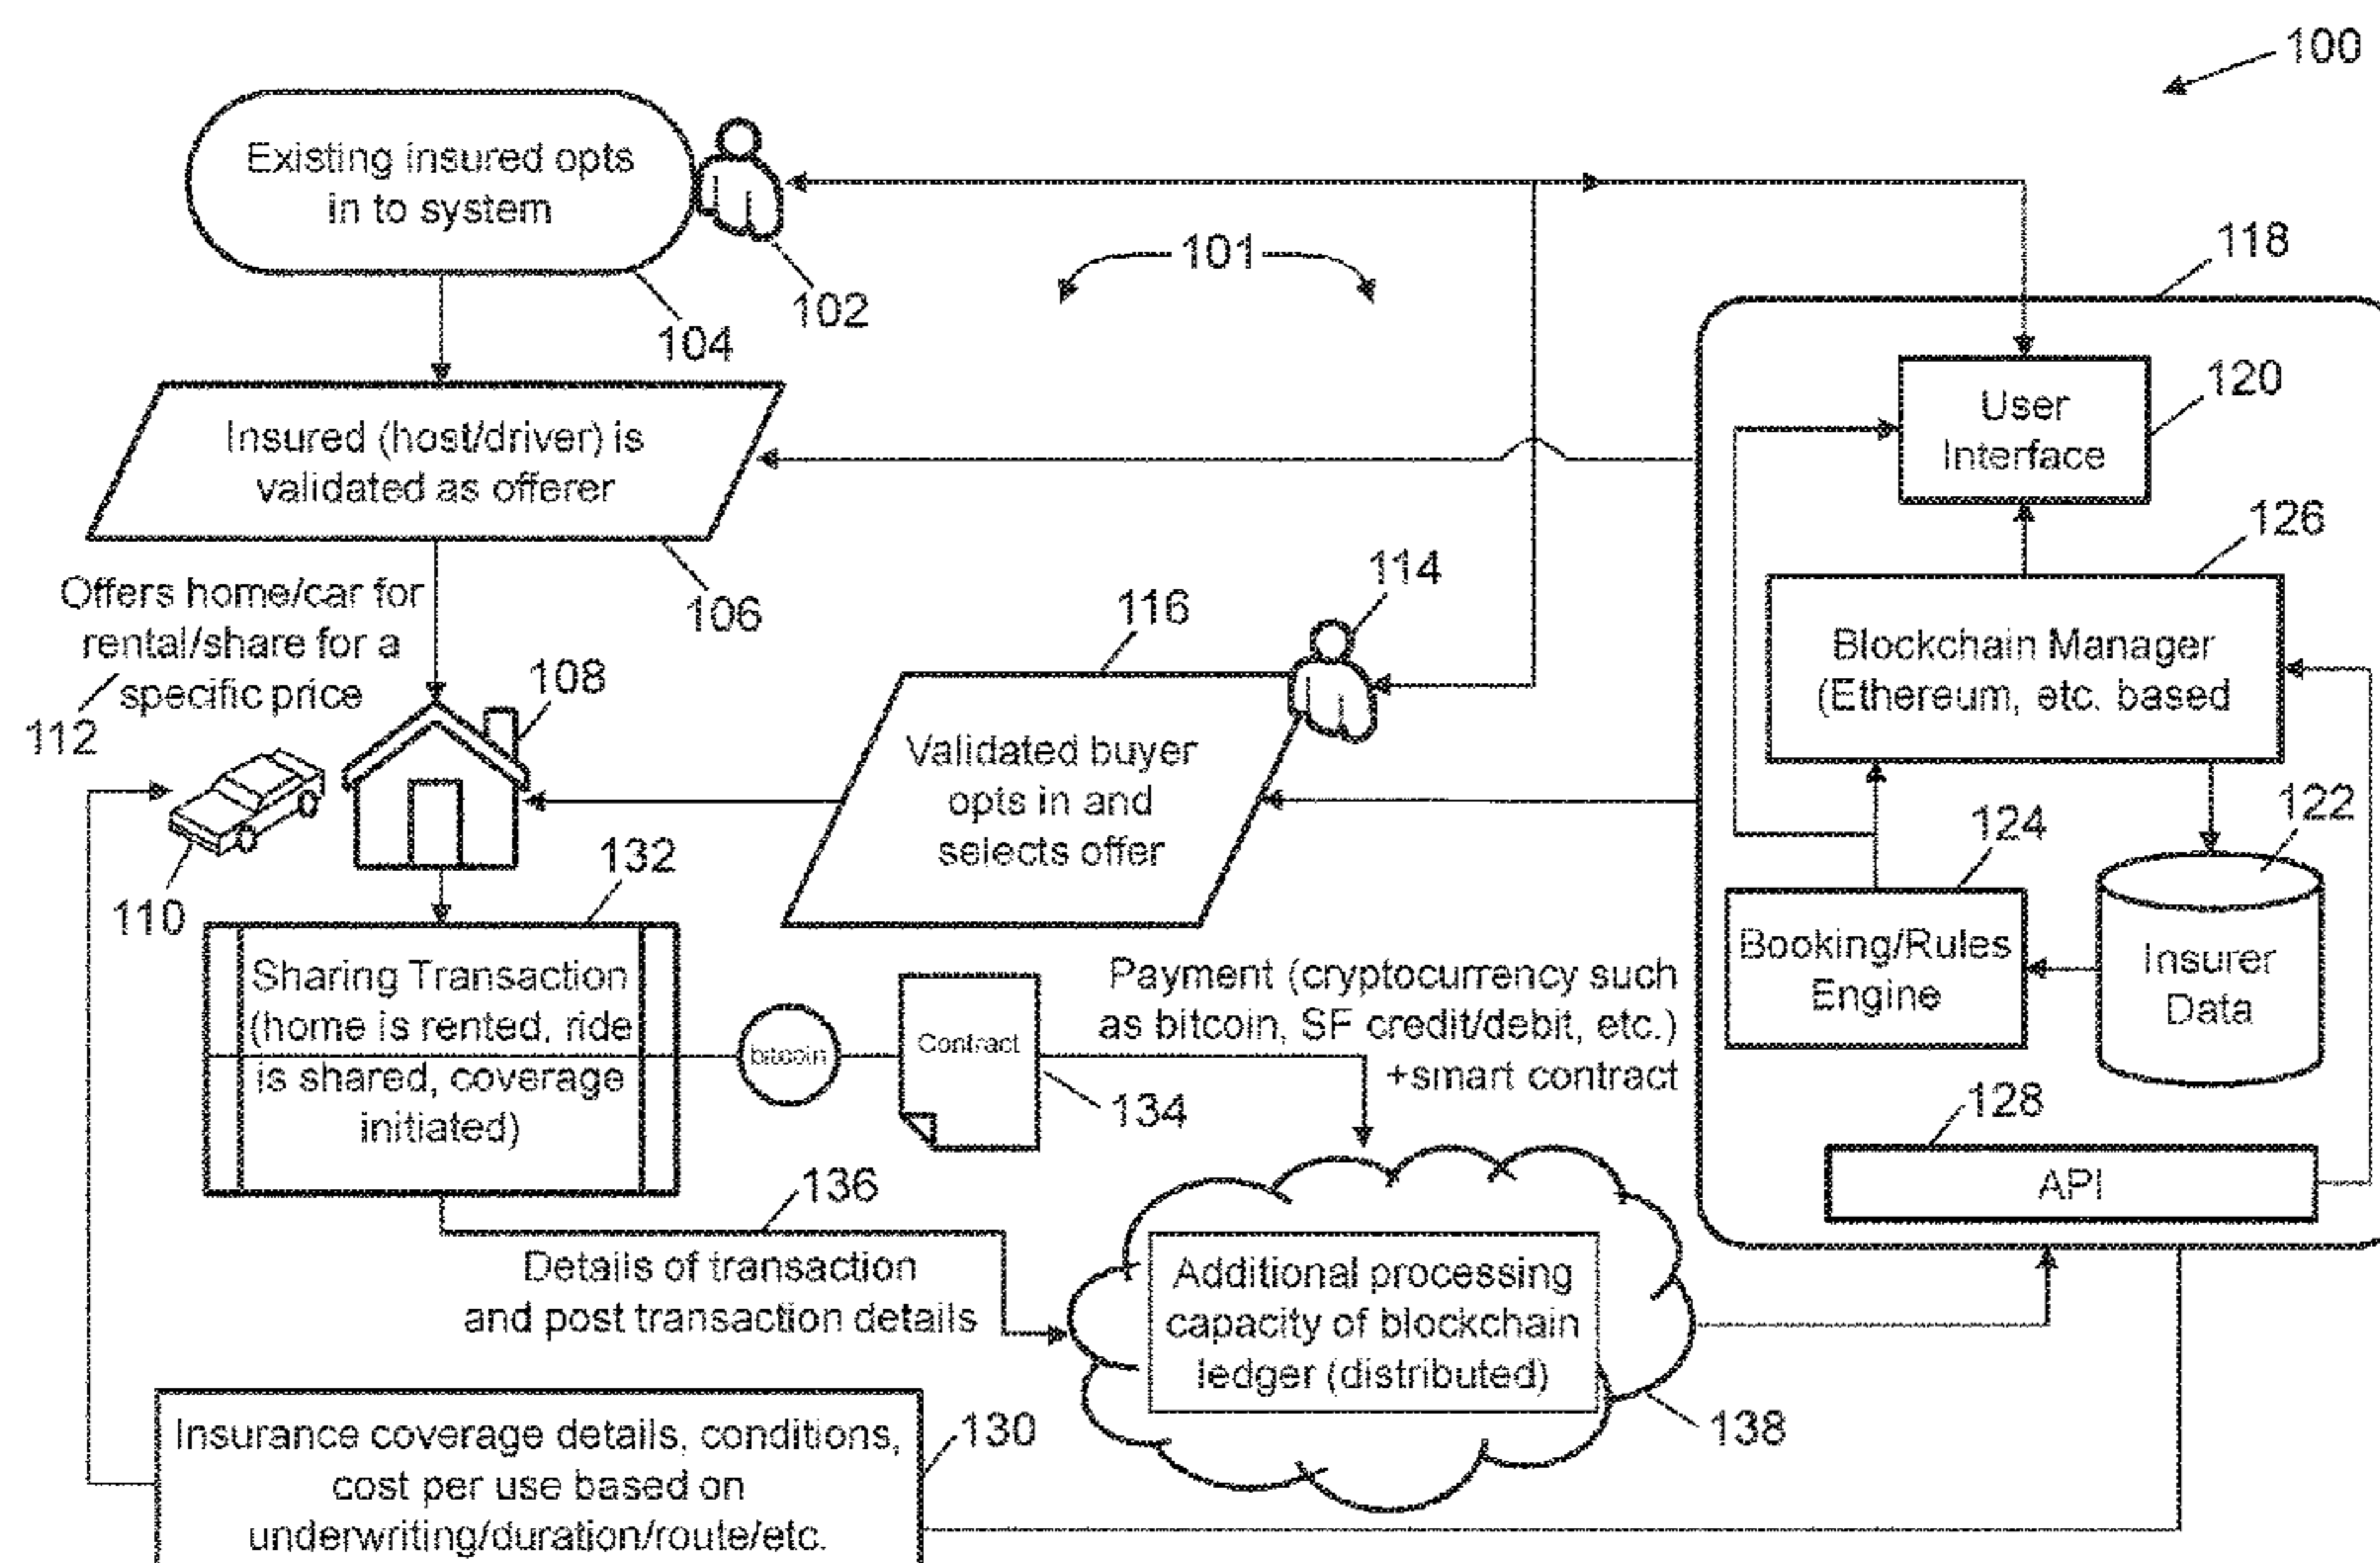 100
Existing insured opts
in to system
102
104
101
118
User
Interface
120
Insured (host/driver) is
validated as offerer
106
126
Blockchain Manager
(Ethereum, etc. based
Offers home/car for
rental/share for a
specific price
112
108
110
114
116
Validated buyer
opts in and
selects offer
124
122
Booking/Rules
Engine
Insurer
Data
128
API
132
Sharing Transaction
(home is rented, ride
is shared, coverage
initiated)
bitcoin
Contract
134
Payment (cryptocurrency such
as bitcoin, SF credit/debit, etc.)
+smart contract
136
Details of transaction
and post transaction details
Additional processing
capacity of blockchain
ledger (distributed)
138
Insurance coverage details, conditions,
cost per use based on
underwriting/duration/route/etc.
130